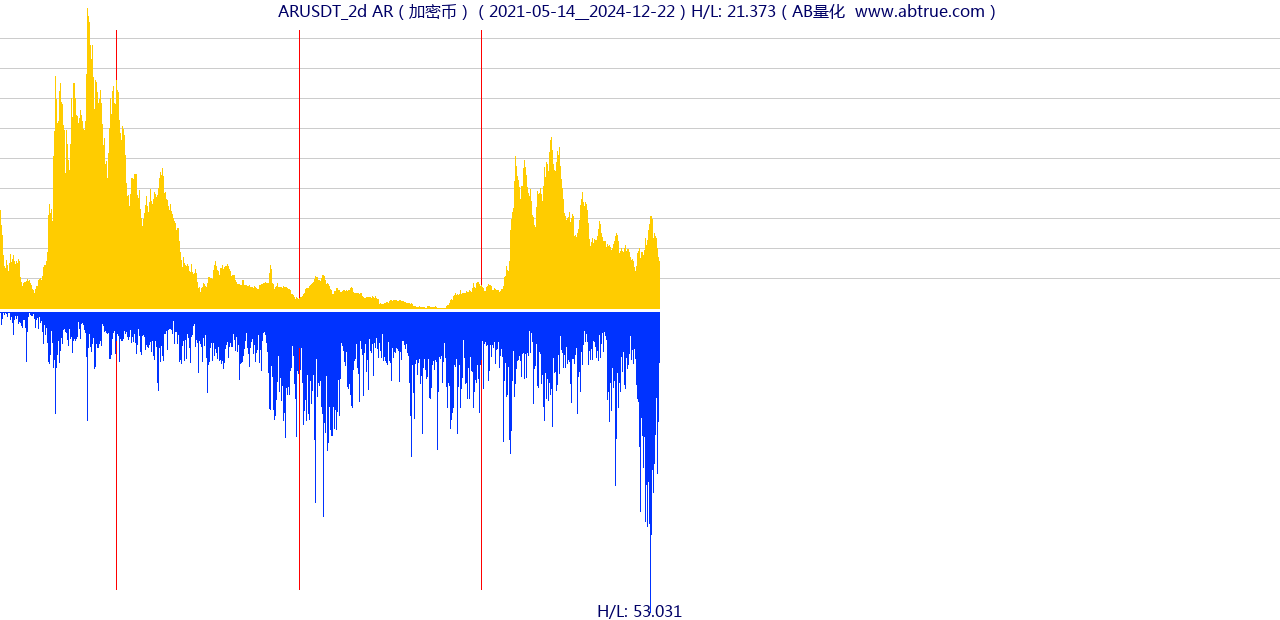 ARUSDT_2d AR ( 加密币 ) ( 2021-05-14__2024-12-22 ) H/L: 21.373 ( AB量化 www.abtrue.com )
H/L: 53.031